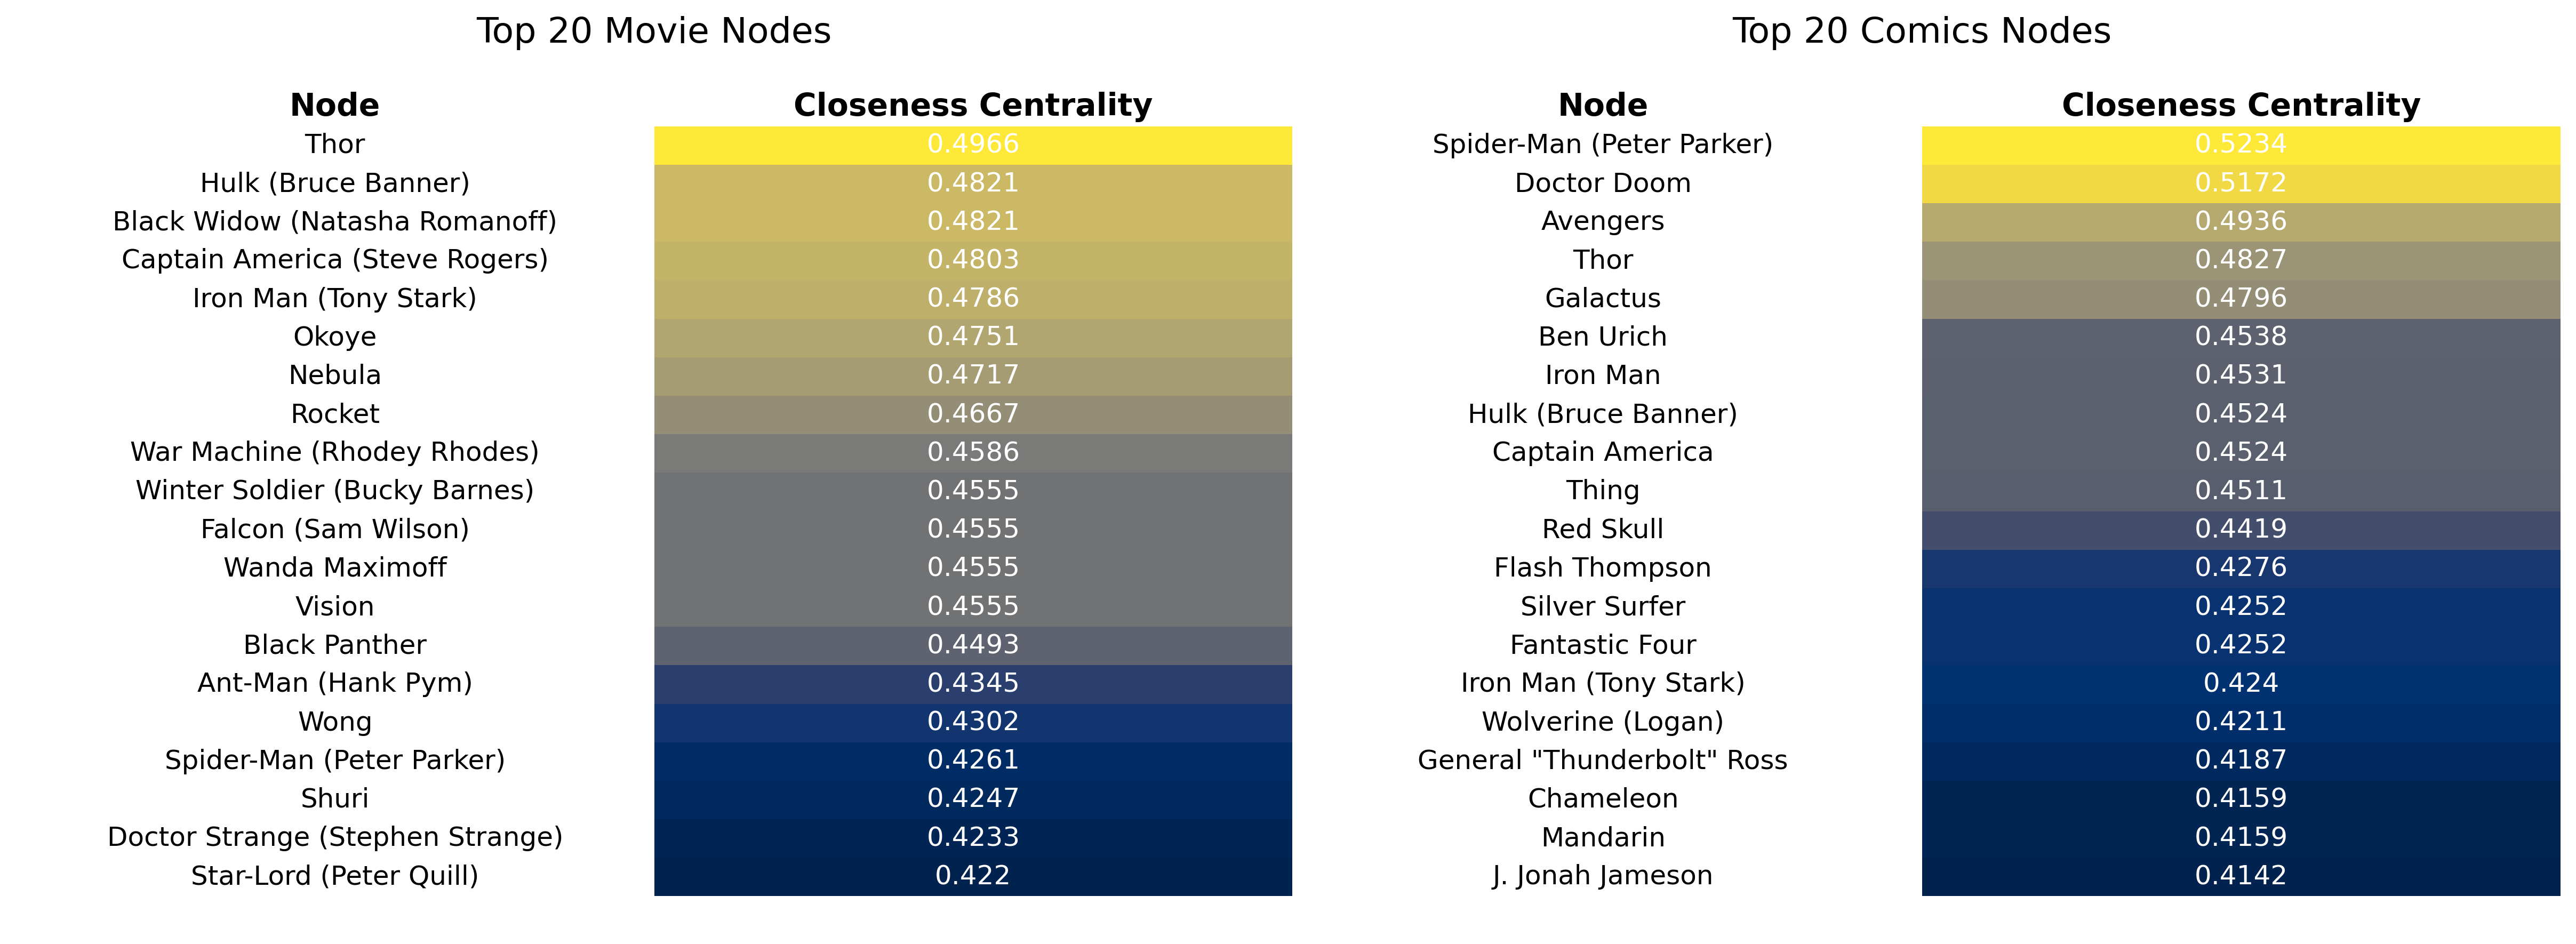 Top 20 Movie Nodes
Node Closeness Centrality
Thor 0.4966
Hulk (Bruce Banner) 0.4821
Black Widow (Natasha Romanoff) 0.4821
Captain America (Steve Rogers) 0.4803
Iron Man (Tony Stark) 0.4786
Okoye 0.4751
Nebula 0.4717
Rocket 0.4667
War Machine (Rhodey Rhodes) 0.4586
Winter Soldier (Bucky Barnes) 0.4555
Falcon (Sam Wilson) 0.4555
Wanda Maximoff 0.4555
Vision 0.4555
Black Panther 0.4493
Ant-Man (Hank Pym) 0.4345
Wong 0.4302
Spider-Man (Peter Parker) 0.4261
Shuri 0.4247
Doctor Strange (Stephen Strange) 0.4233
Star-Lord (Peter Quill) 0.422
Top 20 Comics Nodes
Node Closeness Centrality
Spider-Man (Peter Parker) 0.5234
Doctor Doom 0.5172
Avengers 0.4936
Thor 0.4827
Galactus 0.4796
Ben Urich 0.4538
Iron Man 0.4531
Hulk (Bruce Banner) 0.4524
Captain America 0.4524
Thing 0.4511
Red Skull 0.4419
Flash Thompson 0.4276
Silver Surfer 0.4252
Fantastic Four 0.4252
Iron Man (Tony Stark) 0.424
Wolverine (Logan) 0.4211
General "Thunderbolt" Ross 0.4187
Chameleon 0.4159
Mandarin 0.4159
J. Jonah Jameson 0.4142